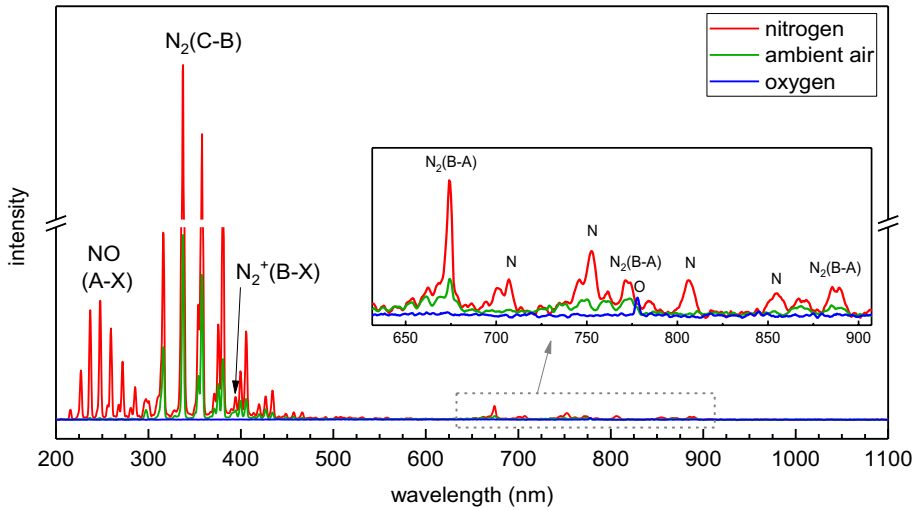 nitrogen
ambient air
oxygen
N₂(C-B)
NO
(A-X)
N₂⁺(B-X)
N₂(B-A)
N
N
N₂(B-A)
O
N
N
N₂(B-A)
650 700 750 800 850 900
intensity
200 300 400 500 600 700 800 900 1000 1100
wavelength (nm)